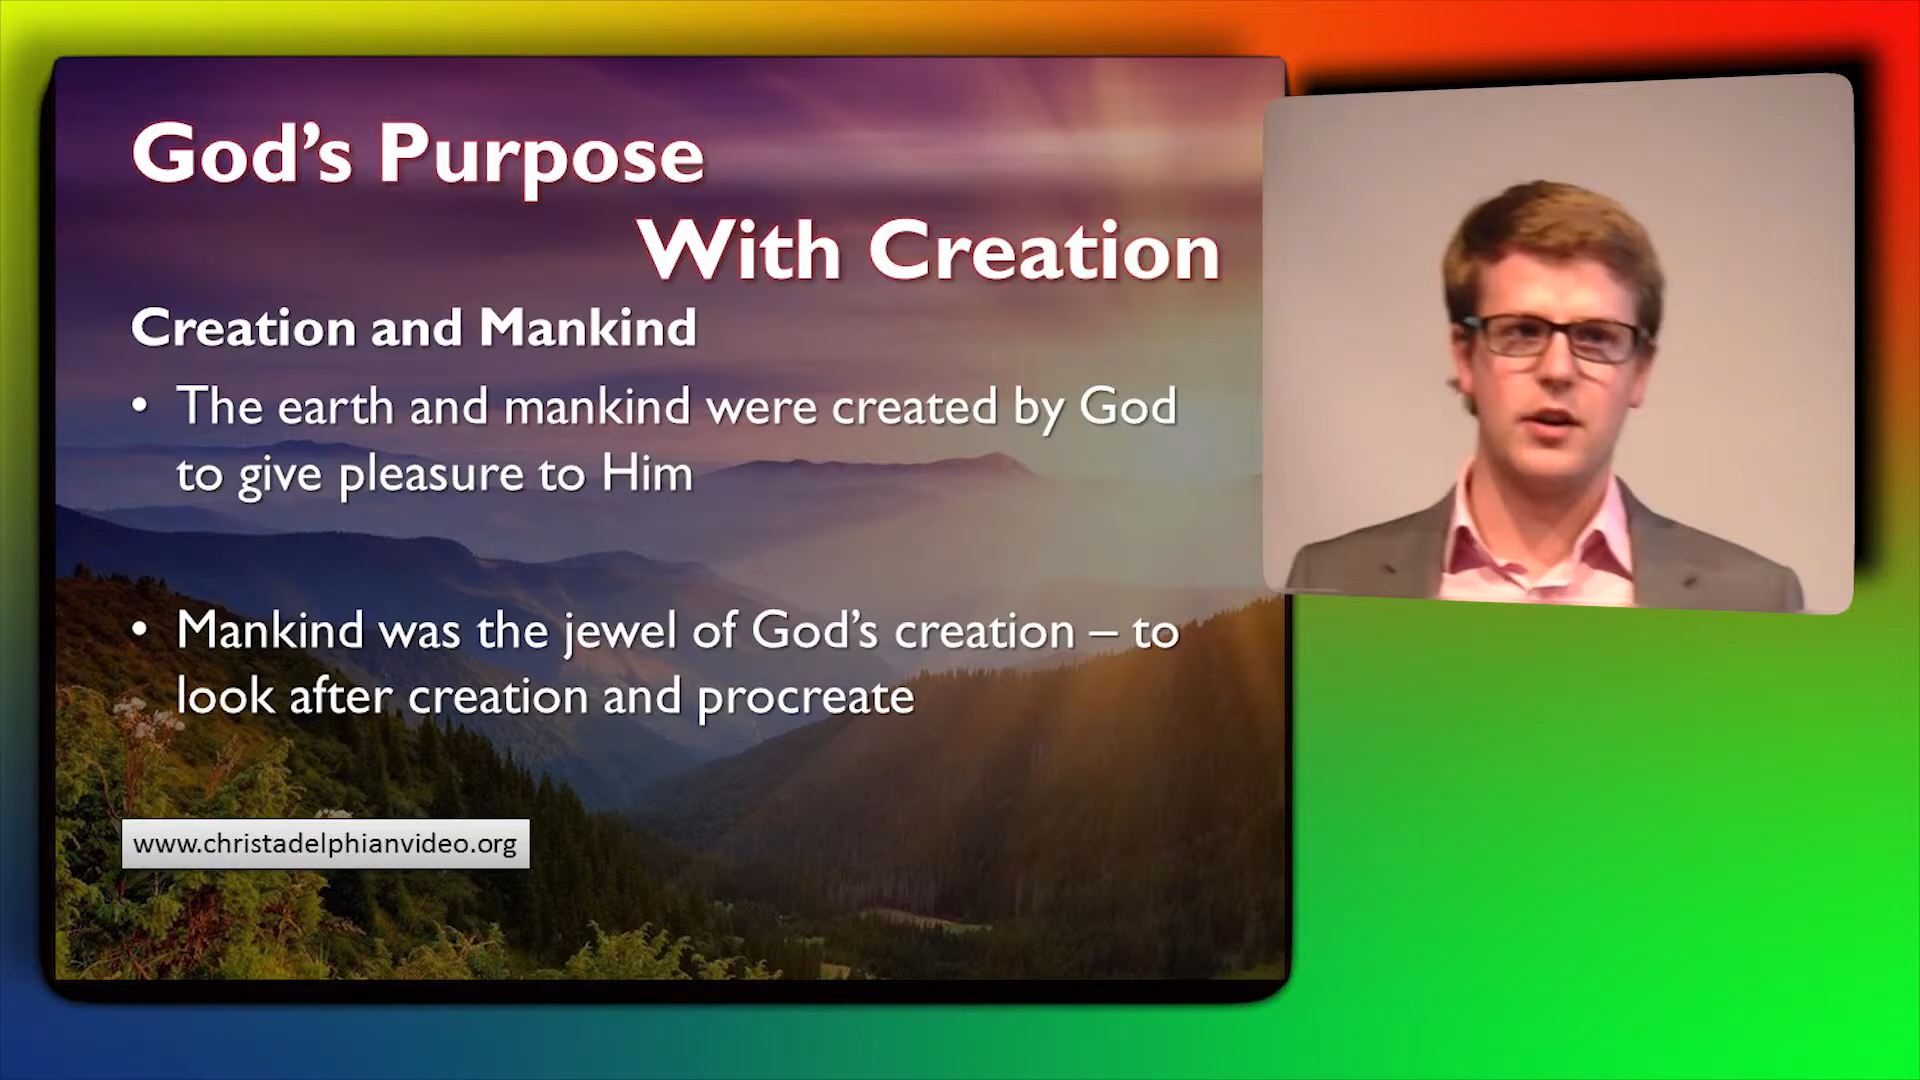 God’s Purpose
With Creation
Creation and Mankind
• The earth and mankind were created by God
to give pleasure to Him
• Mankind was the jewel of God’s creation – to
look after creation and procreate
www.christadelphianvideo.org